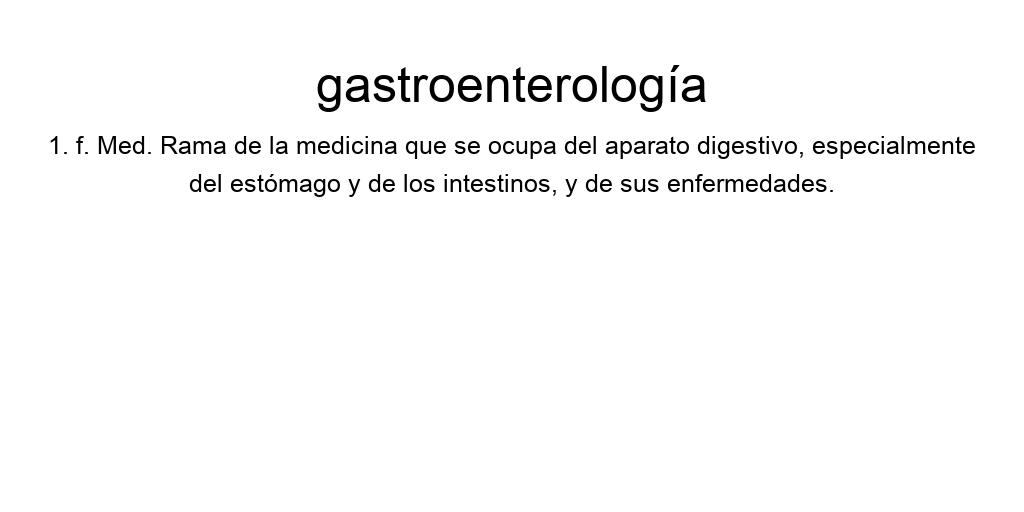 gastroenterología
1. f. Med. Rama de la medicina que se ocupa del aparato digestivo, especialmente
del estómago y de los intestinos, y de sus enfermedades.